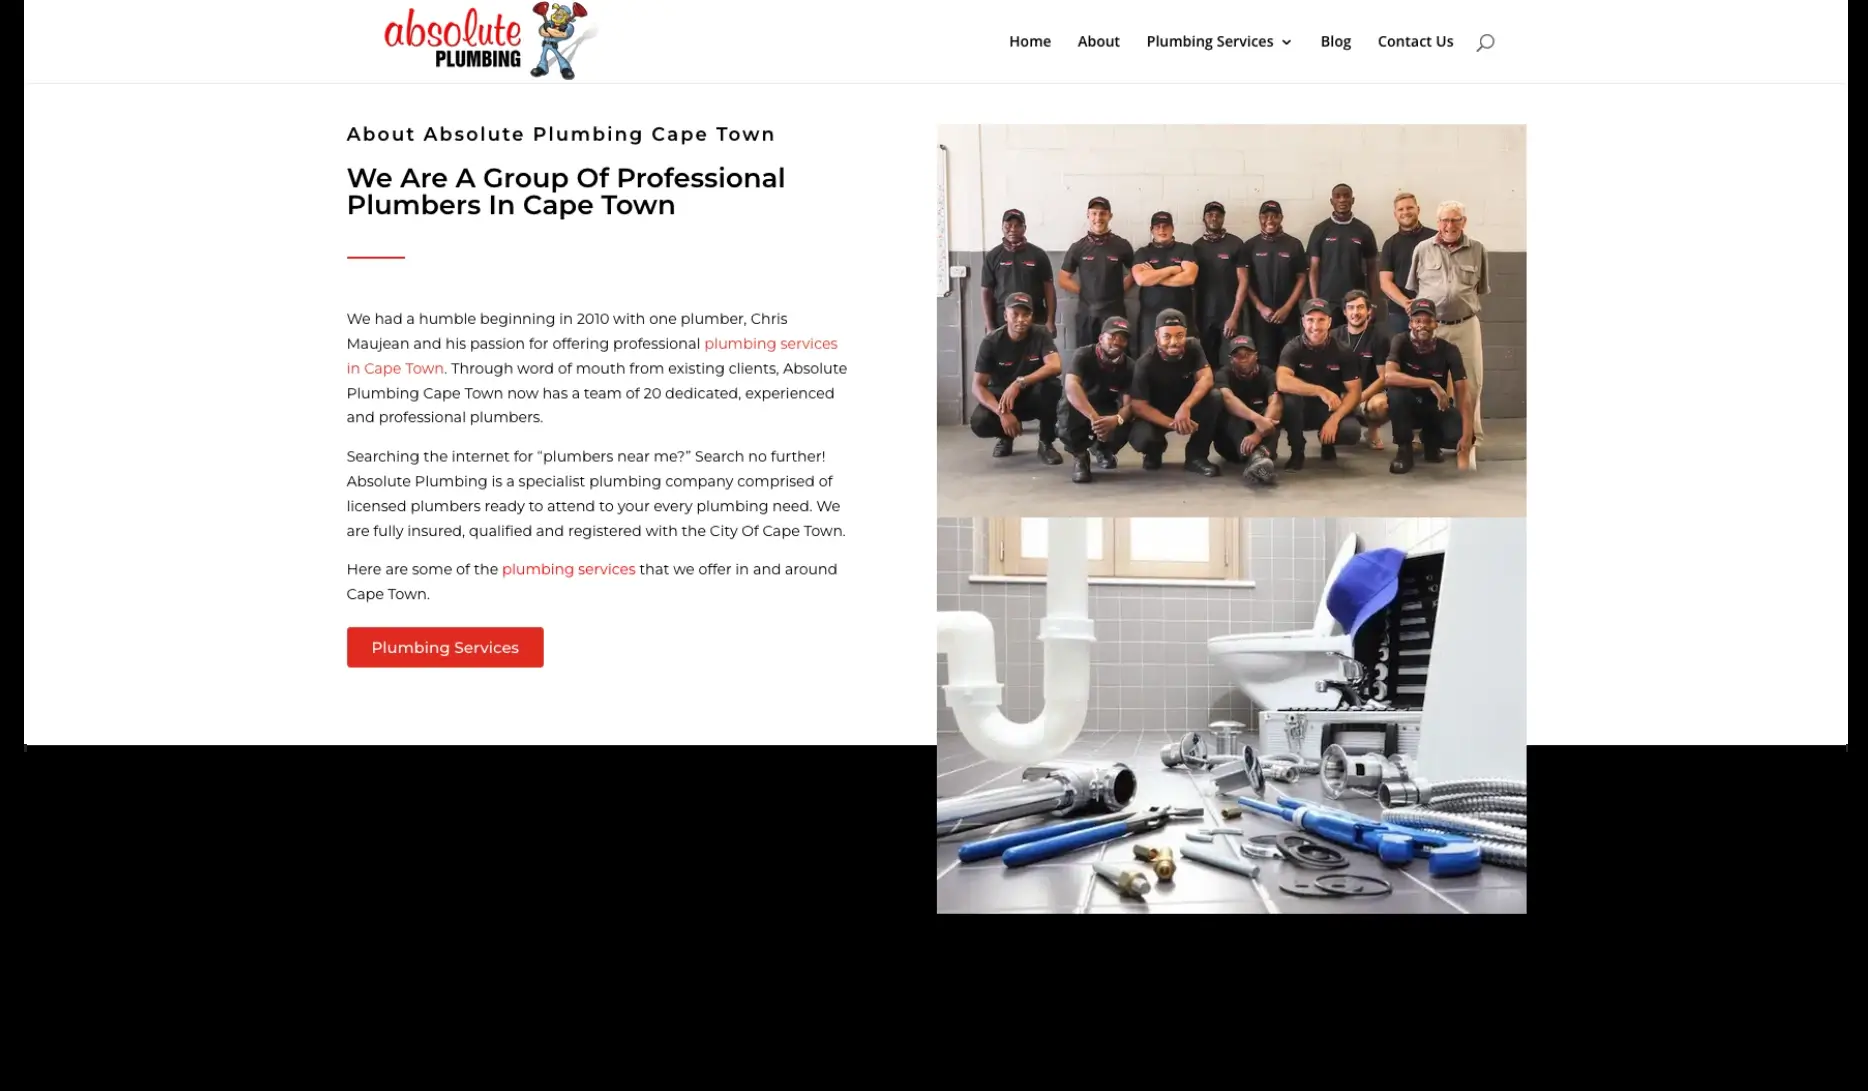 absolute
PLUMBING
Home About Plumbing Services Blog Contact Us
About Absolute Plumbing Cape Town
We Are A Group Of Professional
Plumbers In Cape Town
We had a humble beginning in 2010 with one plumber, Chris
Maujean and his passion for offering professional plumbing services
in Cape Town. Through word of mouth from existing clients, Absolute
Plumbing Cape Town now has a team of 20 dedicated, experienced
and professional plumbers.
Searching the internet for “plumbers near me?” Search no further!
Absolute Plumbing is a specialist plumbing company comprised of
licensed plumbers ready to attend to your every plumbing need. We
are fully insured, qualified and registered with the City Of Cape Town.
Here are some of the plumbing services that we offer in and around
Cape Town.
Plumbing Services